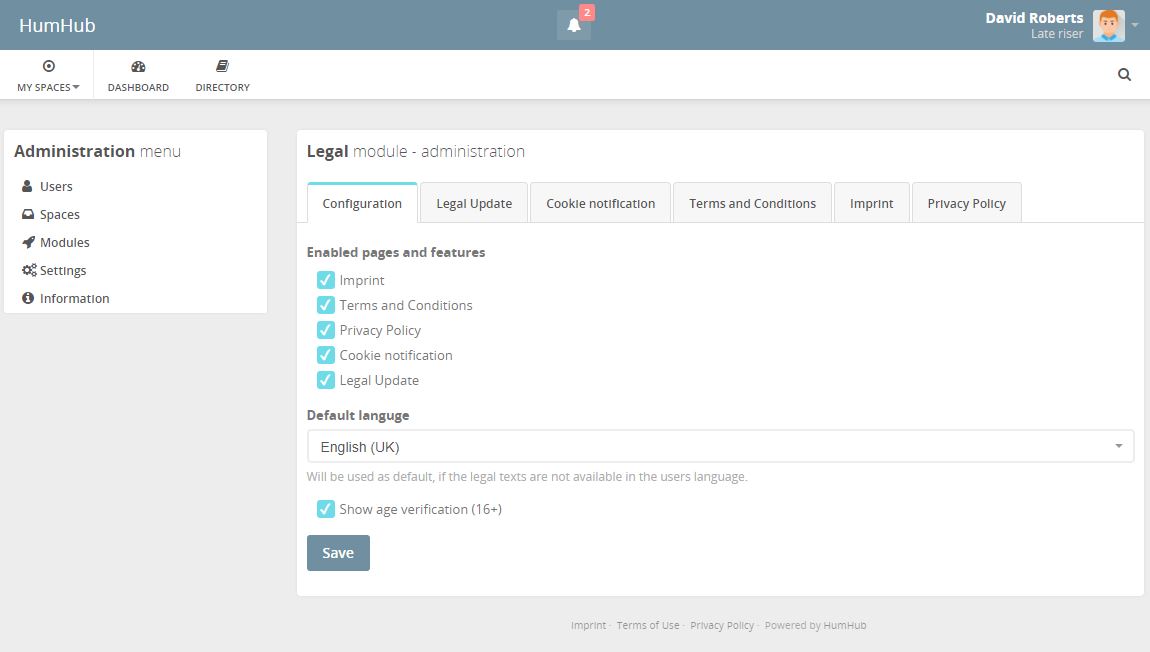 HumHub
2
David Roberts
Late riser
MY SPACES
DASHBOARD
DIRECTORY
Administration menu
Users
Spaces
Modules
Settings
Information
Legal module - administration
Configuration
Legal Update
Cookie notification
Terms and Conditions
Imprint
Privacy Policy
Enabled pages and features
Imprint
Terms and Conditions
Privacy Policy
Cookie notification
Legal Update
Default languge
English (UK)
Will be used as default, if the legal texts are not available in the users language.
Show age verification (16+)
Save
Imprint · Terms of Use · Privacy Policy · Powered by HumHub